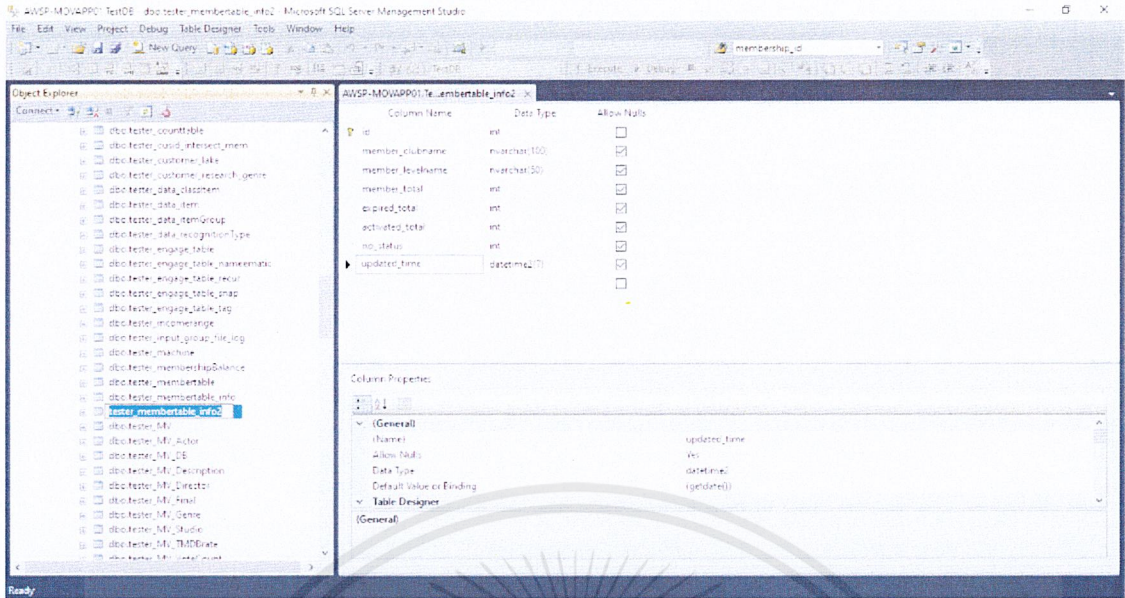 AWSP-MOVAPP01.TestDB - dbo.tester_membertable_info2 - Microsoft SQL Server Management Studio
File Edit View Project Debug Table Designer Tools Window Help
New Query
membership_id
Execute Debug
Object Explorer
AWSP-MOVAPP01.Te...embertable_info2
Connect
Column Name Data Type Allow Nulls
id int
member_clubname nvarchar(100)
member_levelname nvarchar(50)
member_total int
expired_total int
activated_total int
no_status int
updated_time datetime2(7)
dbo.tester_counttable
dbo.tester_cusid_intersect_mem
dbo.tester_customer_lake
dbo.tester_customer_research_genre
dbo.tester_data_classItem
dbo.tester_data_item
dbo.tester_data_itemGroup
dbo.tester_data_recognitionType
dbo.tester_engage_table
dbo.tester_engage_table_nameematic
dbo.tester_engage_table_recur
dbo.tester_engage_table_snap
dbo.tester_engage_table_tag
dbo.tester_incomerange
dbo.tester_input_group_file_log
dbo.tester_machine
dbo.tester_membershipBalance
dbo.tester_membertable
dbo.tester_membertable_info
tester_membertable_info2
dbo.tester_MV
dbo.tester_MV_Actor
dbo.tester_MV_DB
dbo.tester_MV_Description
dbo.tester_MV_Director
dbo.tester_MV_Final
dbo.tester_MV_Genre
dbo.tester_MV_Studio
dbo.tester_MV_TMDBrate
Column Properties
(General)
(Name) updated_time
Allow Nulls Yes
Data Type datetime2
Default Value or Binding (getdate())
Table Designer
(General)
Ready